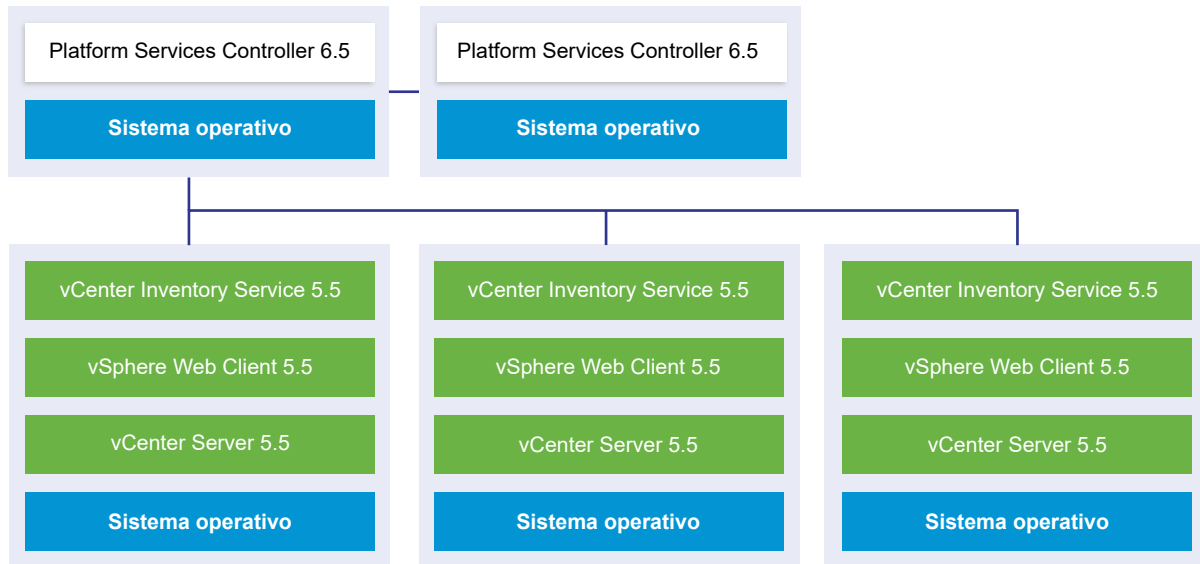 Platform Services Controller 6.5
Sistema operativo
Platform Services Controller 6.5
Sistema operativo
vCenter Inventory Service 5.5
vSphere Web Client 5.5
vCenter Server 5.5
Sistema operativo
vCenter Inventory Service 5.5
vSphere Web Client 5.5
vCenter Server 5.5
Sistema operativo
vCenter Inventory Service 5.5
vSphere Web Client 5.5
vCenter Server 5.5
Sistema operativo